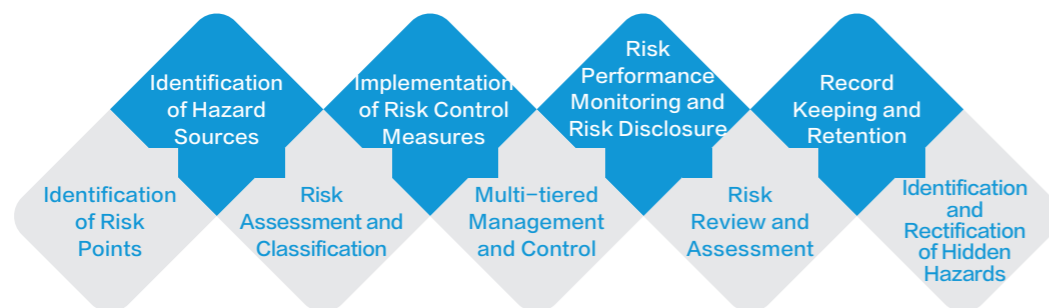 Identification
of Hazard
Sources
Implementation
of Risk Control
Measures
Risk
Performance
Monitoring and
Risk Disclosure
Record
Keeping and
Retention
Identification
of Risk
Points
Risk
Assessment and
Classification
Multi-tiered
Management
and Control
Risk
Review and
Assessment
Identification
and
Rectification
of Hidden
Hazards